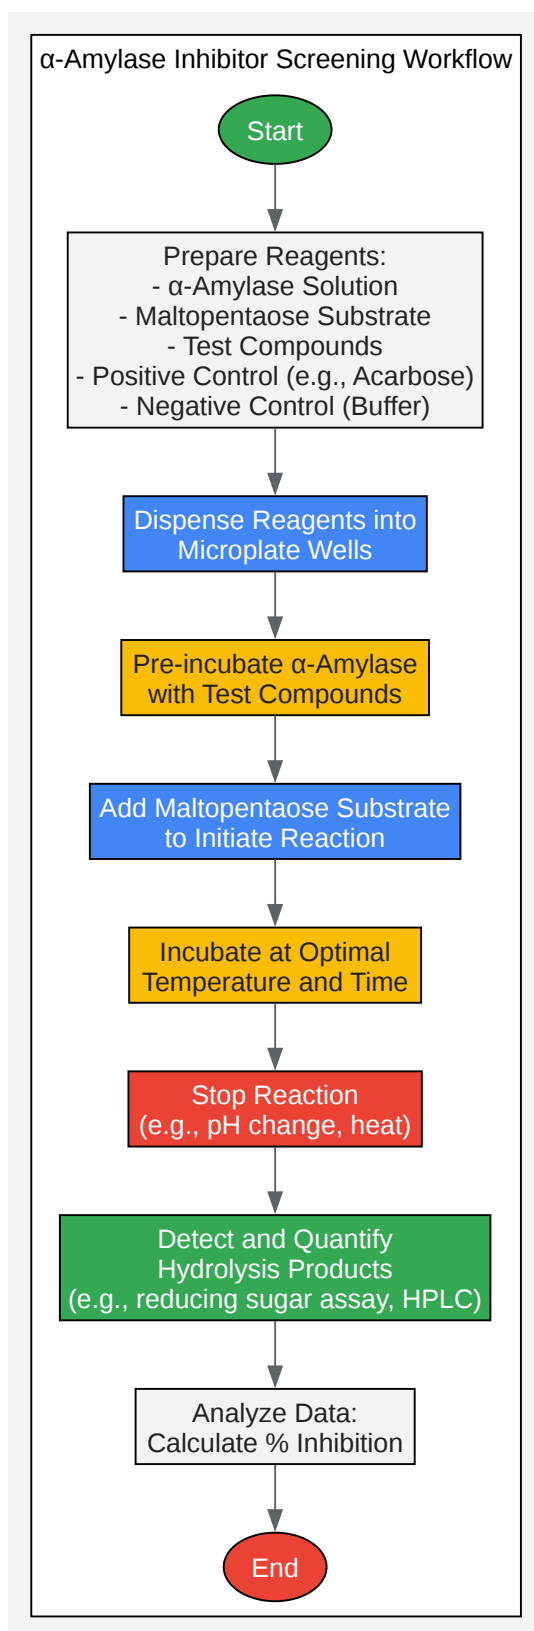 α-Amylase Inhibitor Screening Workflow
Start
Prepare Reagents:
- α-Amylase Solution
- Maltopentaose Substrate
- Test Compounds
- Positive Control (e.g., Acarbose)
- Negative Control (Buffer)
Dispense Reagents into
Microplate Wells
Pre-incubate α-Amylase
with Test Compounds
Add Maltopentaose Substrate
to Initiate Reaction
Incubate at Optimal
Temperature and Time
Stop Reaction
(e.g., pH change, heat)
Detect and Quantify
Hydrolysis Products
(e.g., reducing sugar assay, HPLC)
Analyze Data:
Calculate % Inhibition
End